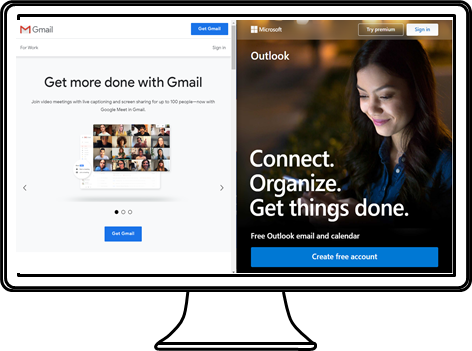 Gmail
Get Gmail
For Work
Sign in
Get more done with Gmail
Join video meetings with live captioning and screen sharing for up to 100 people—now with
Google Meet in Gmail.
Get Gmail
Microsoft
Try premium
Sign in
Outlook
Connect.
Organize.
Get things done.
Free Outlook email and calendar
Create free account